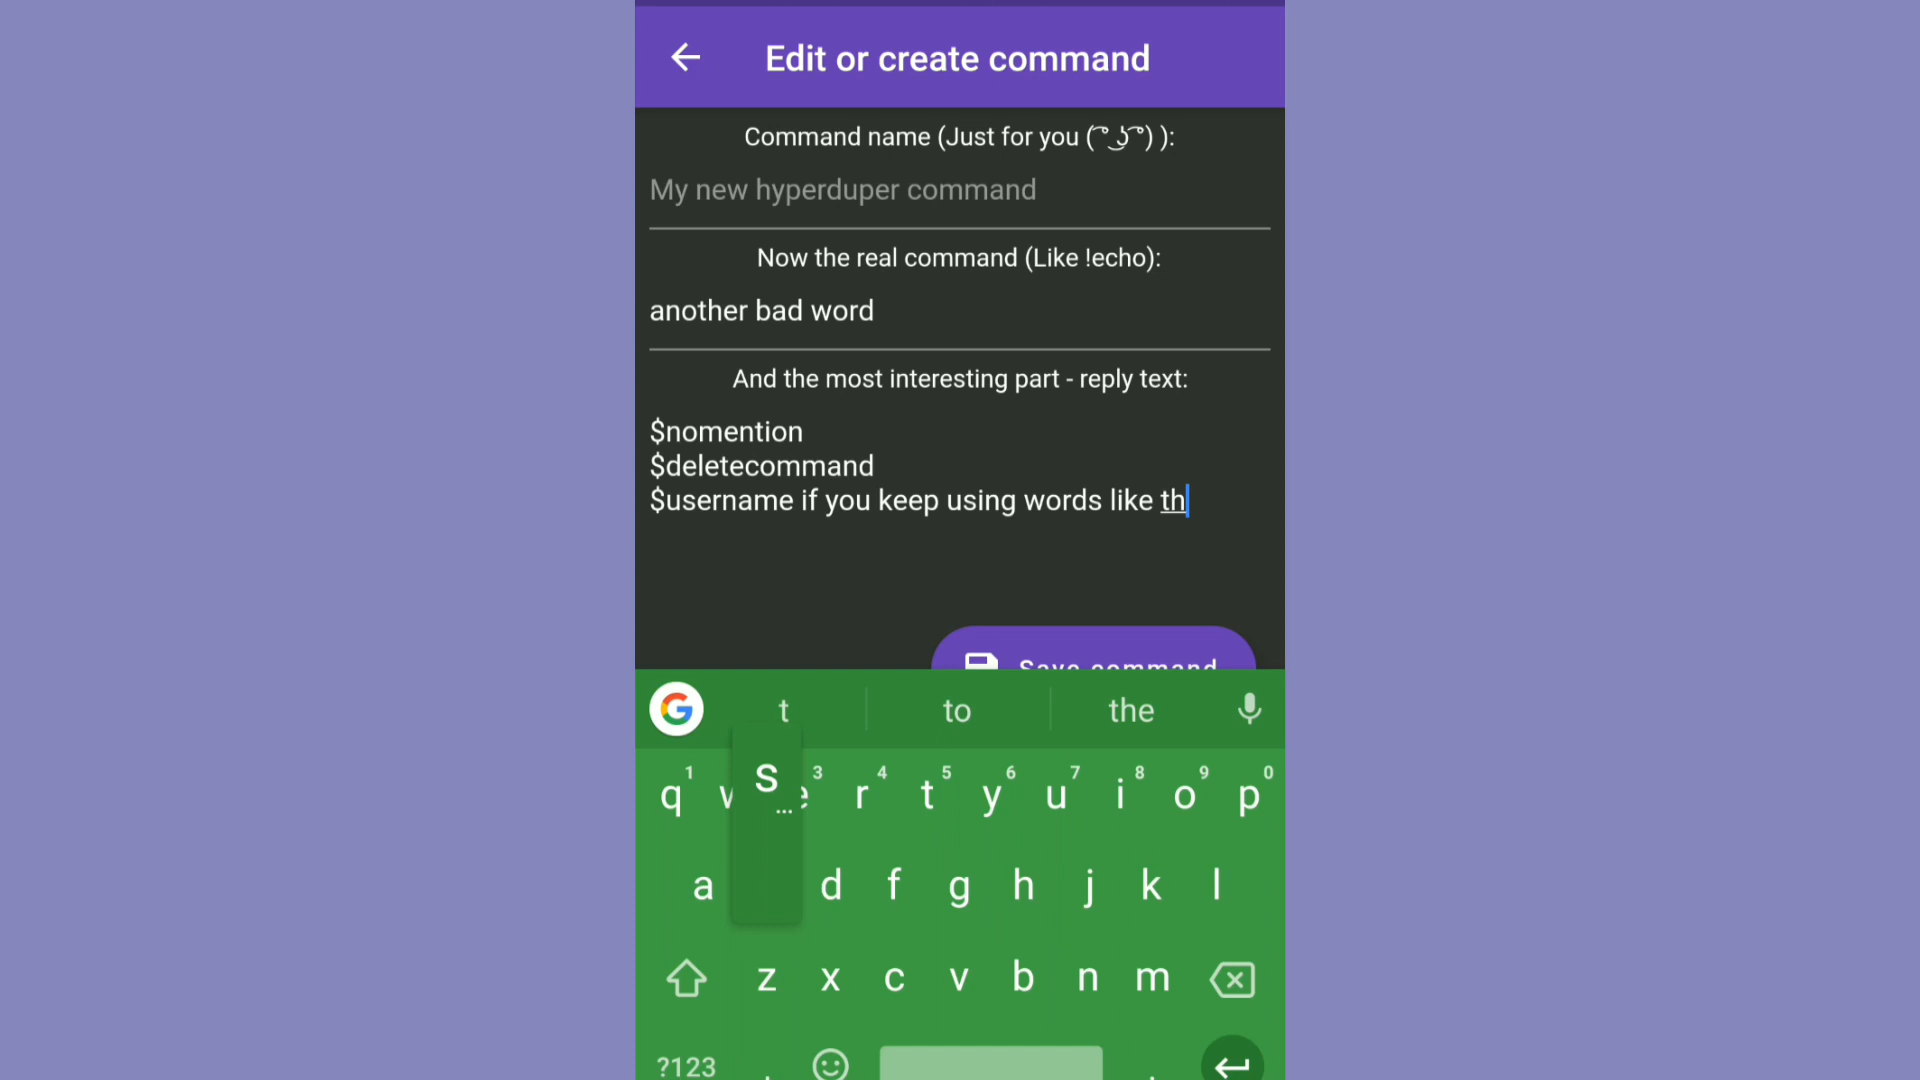 Edit or create command
Command name (Just for you ( ͡° ͜ʖ ͡°) ):
My new hyperduper command
Now the real command (Like !echo):
another bad word
And the most interesting part - reply text:
$nomention
$deletecommand
$username if you keep using words like th
Save command
t to the
1 3 4 5 6 7 8 9 0
q w e r t y u i o p
S
...
a d f g h j k l
z x c v b n m
?123 , .